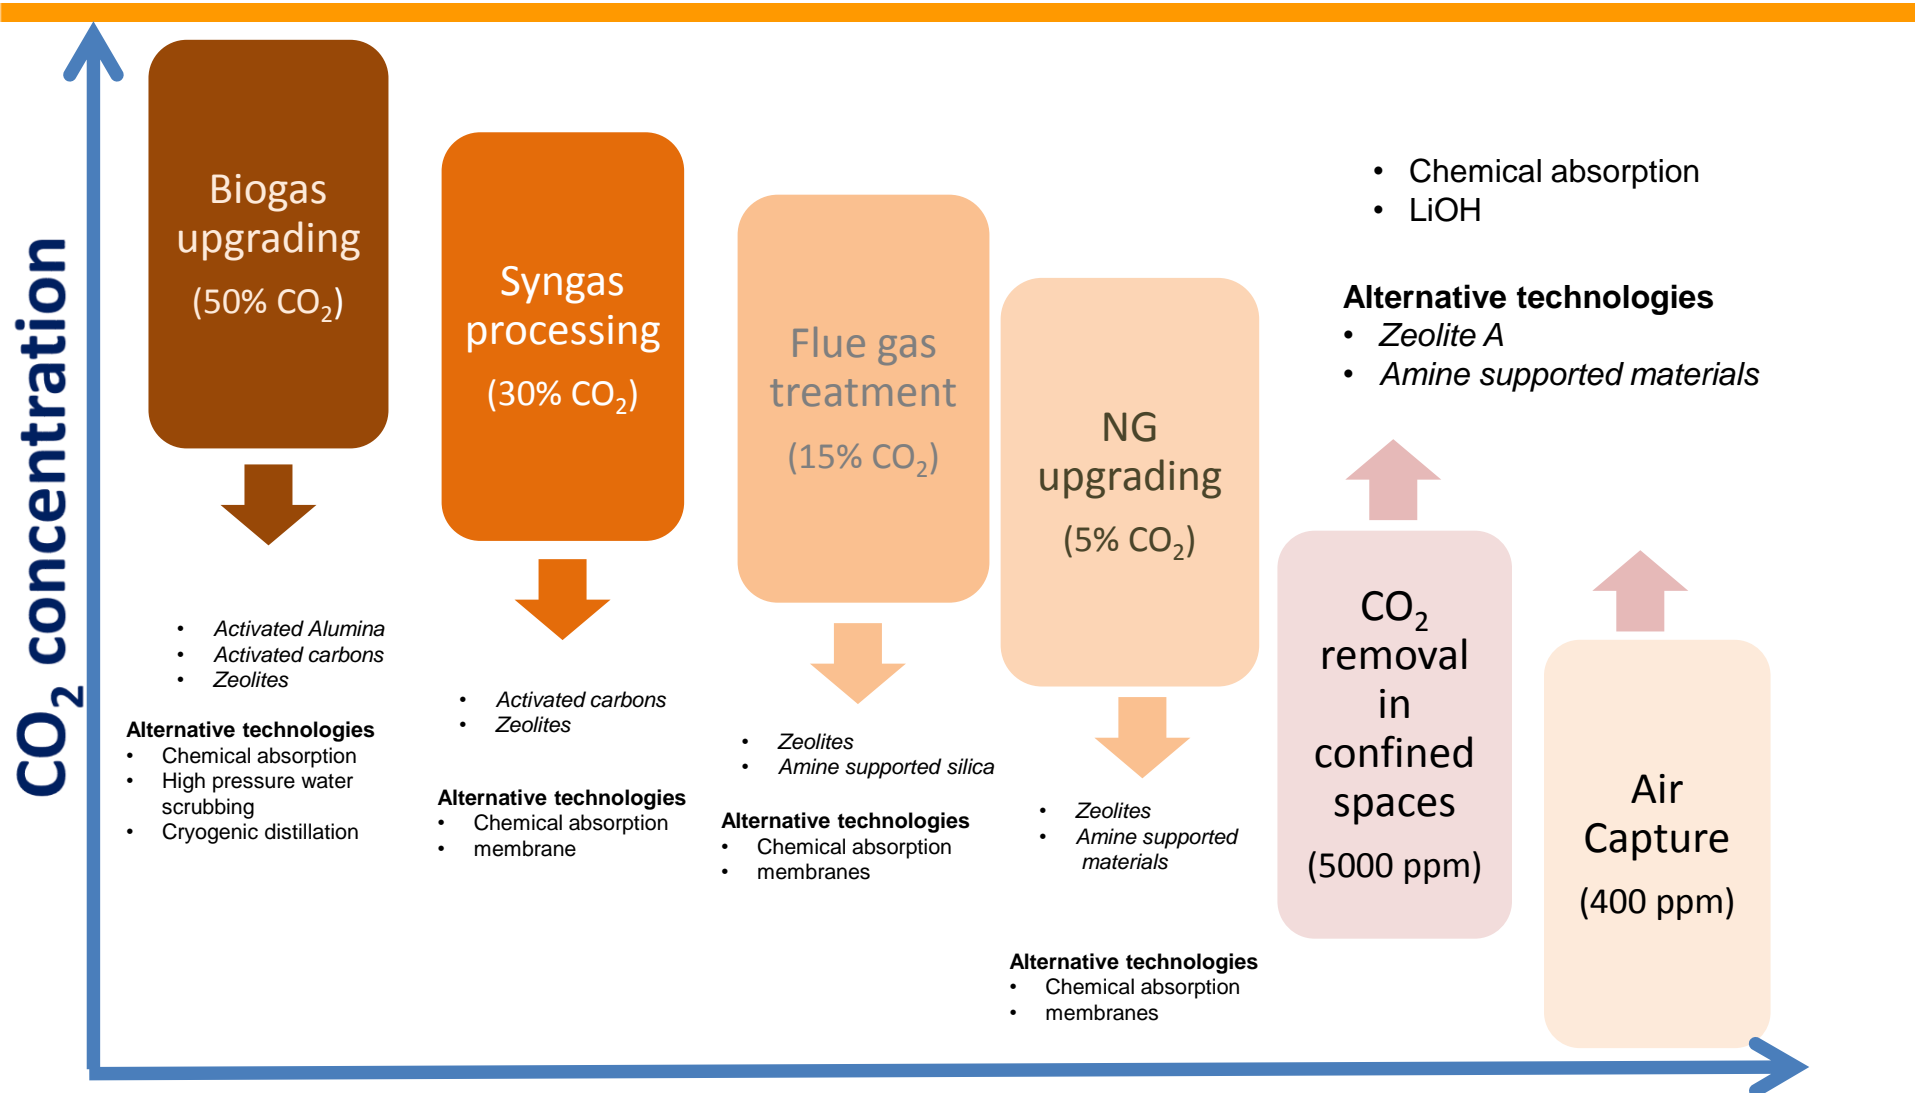 CO₂ concentration
Biogas
upgrading
(50% CO₂)
• Activated Alumina
• Activated carbons
• Zeolites
Alternative technologies
• Chemical absorption
• High pressure water
scrubbing
• Cryogenic distillation
Syngas
processing
(30% CO₂)
• Activated carbons
• Zeolites
Alternative technologies
• Chemical absorption
• membrane
Flue gas
treatment
(15% CO₂)
• Zeolites
• Amine supported silica
Alternative technologies
• Chemical absorption
• membranes
NG
upgrading
(5% CO₂)
• Zeolites
• Amine supported
materials
Alternative technologies
• Chemical absorption
• membranes
• Chemical absorption
• LiOH
Alternative technologies
• Zeolite A
• Amine supported materials
CO₂
removal
in
confined
spaces
(5000 ppm)
Air
Capture
(400 ppm)